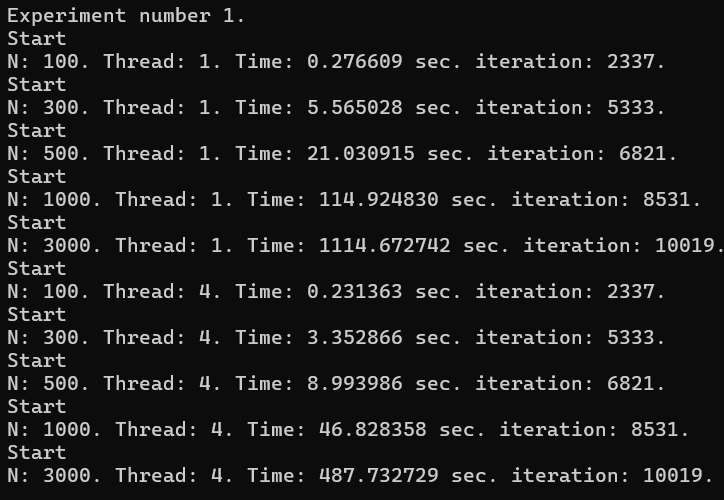 Experiment number 1.
Start
N: 100. Thread: 1. Time: 0.276609 sec. iteration: 2337.
Start
N: 300. Thread: 1. Time: 5.565028 sec. iteration: 5333.
Start
N: 500. Thread: 1. Time: 21.030915 sec. iteration: 6821.
Start
N: 1000. Thread: 1. Time: 114.924830 sec. iteration: 8531.
Start
N: 3000. Thread: 1. Time: 1114.672742 sec. iteration: 10019.
Start
N: 100. Thread: 4. Time: 0.231363 sec. iteration: 2337.
Start
N: 300. Thread: 4. Time: 3.352866 sec. iteration: 5333.
Start
N: 500. Thread: 4. Time: 8.993986 sec. iteration: 6821.
Start
N: 1000. Thread: 4. Time: 46.828358 sec. iteration: 8531.
Start
N: 3000. Thread: 4. Time: 487.732729 sec. iteration: 10019.